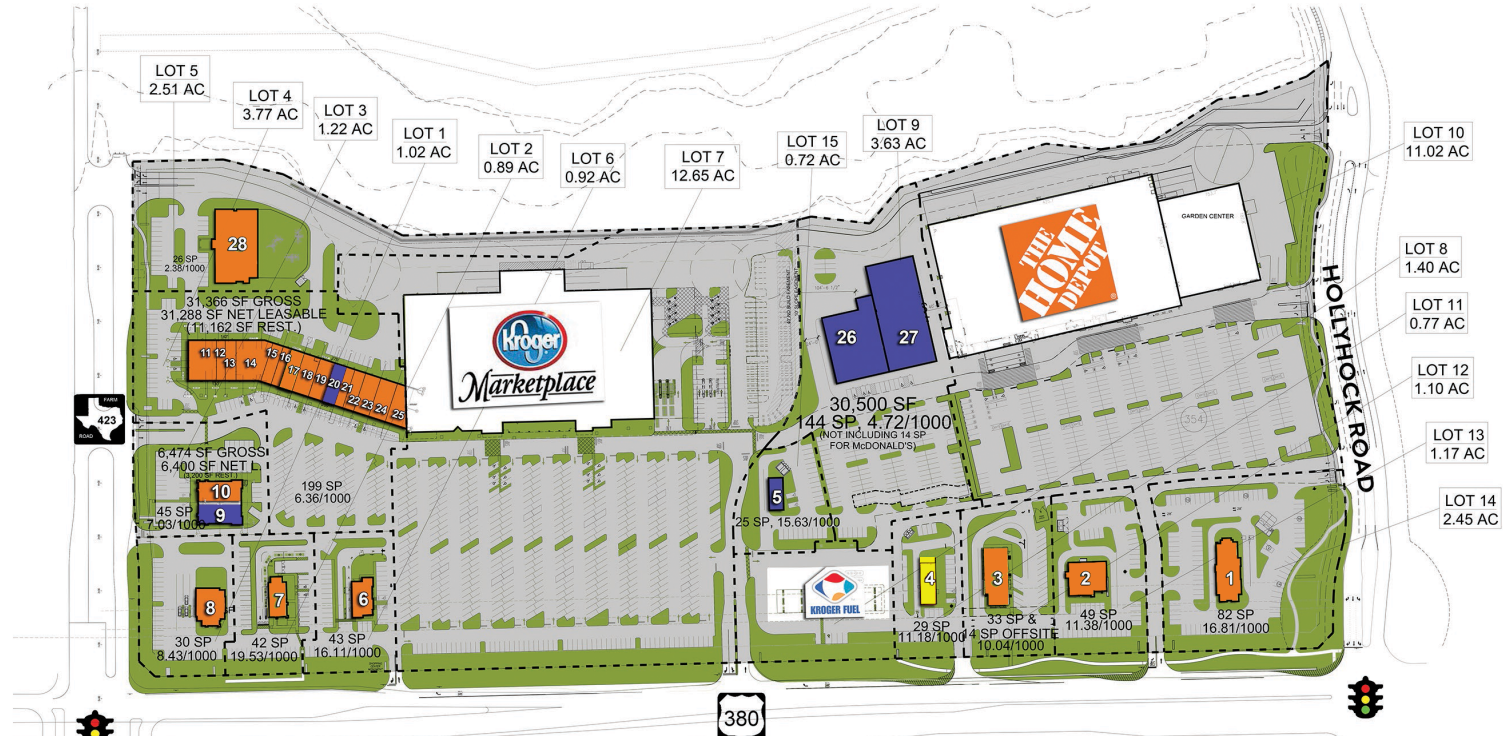 LOT 5
2.51 AC
LOT 4
3.77 AC
LOT 3
1.22 AC
LOT 1
1.02 AC
LOT 2
0.89 AC
LOT 6
0.92 AC
LOT 7
12.65 AC
LOT 15
0.72 AC
LOT 9
3.63 AC
LOT 10
11.02 AC
LOT 8
1.40 AC
LOT 11
0.77 AC
LOT 12
1.10 AC
LOT 13
1.17 AC
LOT 14
2.45 AC
HOLLYHOCK ROAD
28
26 SP
2.38/1000
31,366 SF GROSS
31,288 SF NET LEASABLE
(11,162 SF REST.)
11
12
13
14
15
16
17
18
19
20
21
22
23
24
25
Kroger
Marketplace
26
27
THE
HOME
DEPOT
GARDEN CENTER
30,500 SF
144 SP, 4.72/1000
(NOT INCLUDING 14 SP
FOR McDONALD'S)
354
FARM
423
ROAD
6,474 SF GROSS
6,400 SF NET L.
(3,200 SF REST.)
10
9
45 SP
7.03/1000
199 SP
6.36/1000
5
25 SP, 15.63/1000
KROGER FUEL
8
30 SP
8.43/1000
7
42 SP
19.53/1000
6
43 SP
16.11/1000
4
29 SP
11.18/1000
3
33 SP &
14 SP OFFSITE
10.04/1000
2
49 SP
11.38/1000
1
82 SP
16.81/1000
380